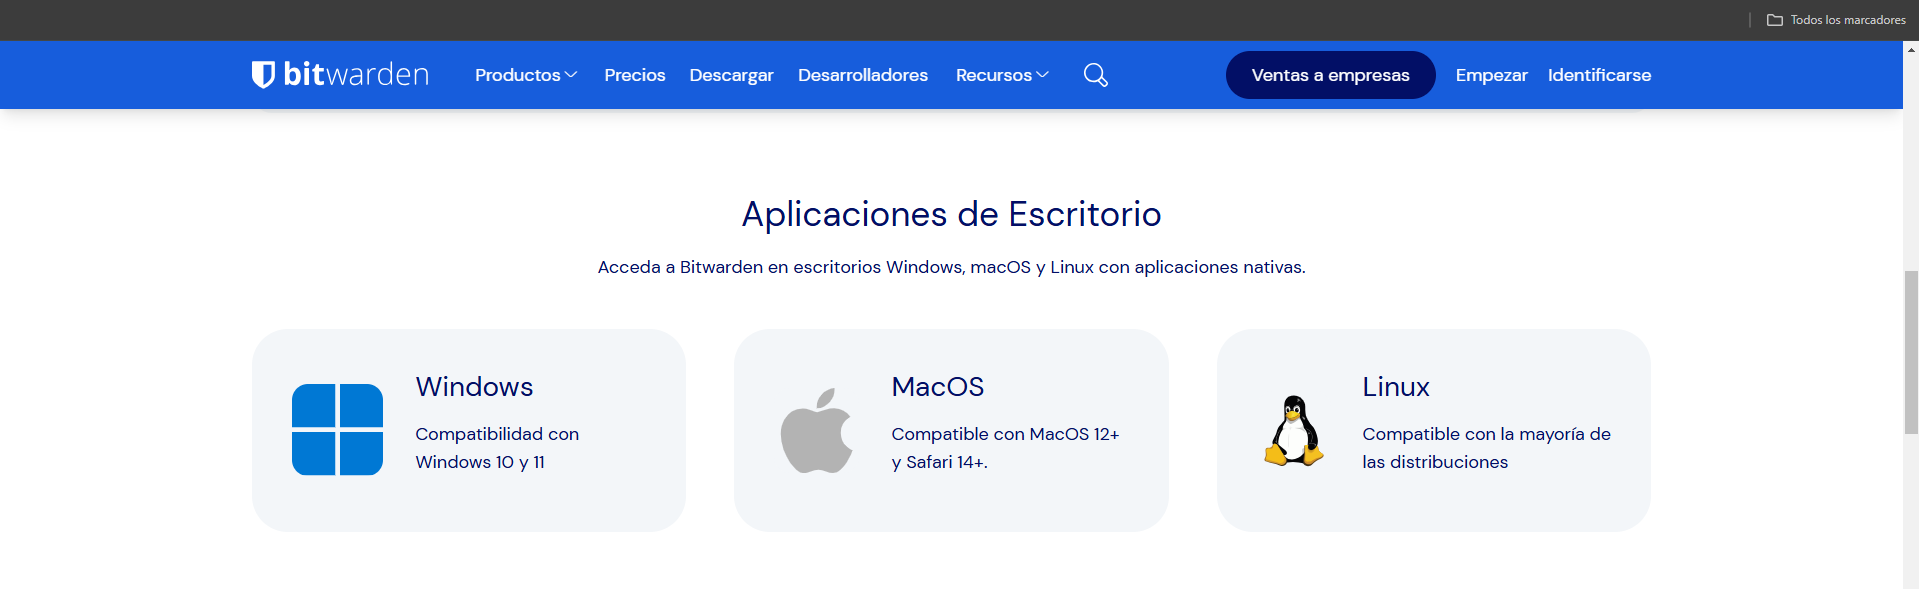 Todos los marcadores
bitwarden Productos Precios Descargar Desarrolladores Recursos Ventas a empresas Empezar Identificarse
Aplicaciones de Escritorio
Acceda a Bitwarden en escritorios Windows, macOS y Linux con aplicaciones nativas.
Windows
Compatibilidad con
Windows 10 y 11
MacOS
Compatible con MacOS 12+
y Safari 14+.
Linux
Compatible con la mayoría de
las distribuciones